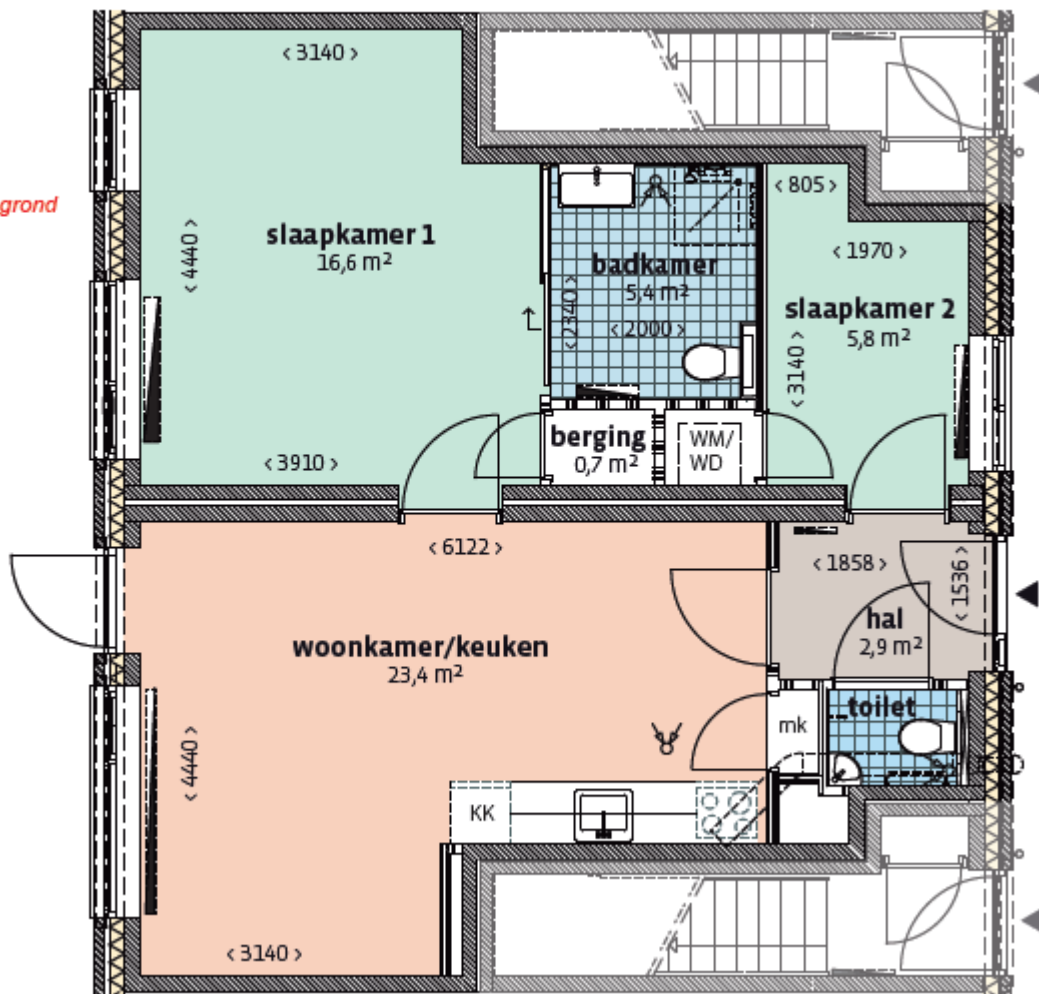 < 3140 >
grond
slaapkamer 1
16,6 m²
< 4440 >
< 3910 >
badkamer
5,4 m²
< 2340 >
< 2000 >
< 805 >
< 1970 >
slaapkamer 2
5,8 m²
< 3140 >
berging
0,7 m²
WM/
WD
< 6122 >
< 1858 >
< 1536 >
hal
2,9 m²
woonkamer/keuken
23,4 m²
toilet
mk
< 4440 >
KK
< 3140 >